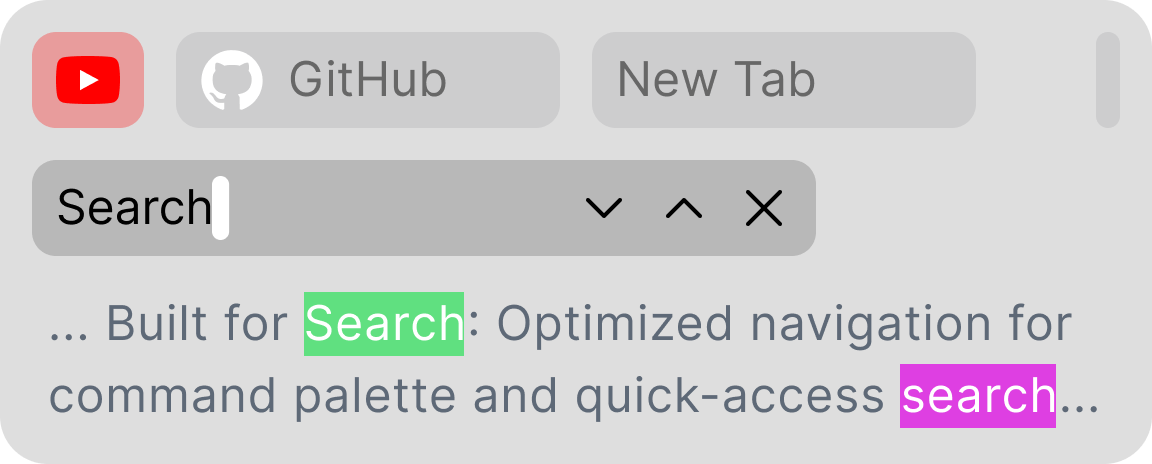 GitHub New Tab
Search
... Built for Search: Optimized navigation for
command palette and quick-access search...